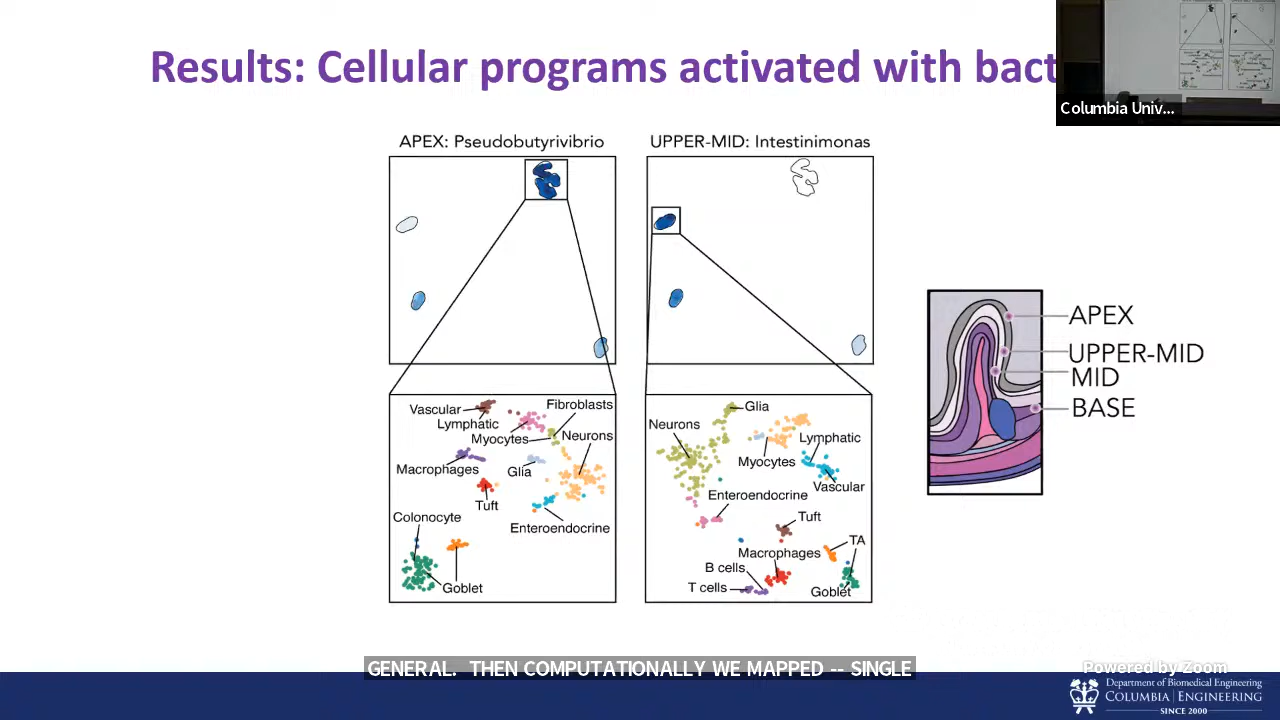 Results: Cellular programs activated with bact
Columbia Univ...
APEX: Pseudobutyrivibrio
UPPER-MID: Intestinimonas
Vascular
Lymphatic
Myocytes
Fibroblasts
Neurons
Macrophages
Glia
Tuft
Enteroendocrine
Colonocyte
Goblet
Glia
Neurons
Lymphatic
Myocytes
Vascular
Enteroendocrine
Tuft
Macrophages
TA
B cells
T cells
Goblet
APEX
UPPER-MID
MID
BASE
GENERAL. THEN COMPUTATIONALLY WE MAPPED -- SINGLE
Powered by Zoom
Department of Biomedical Engineering
COLUMBIA | ENGINEERING
SINCE 2000